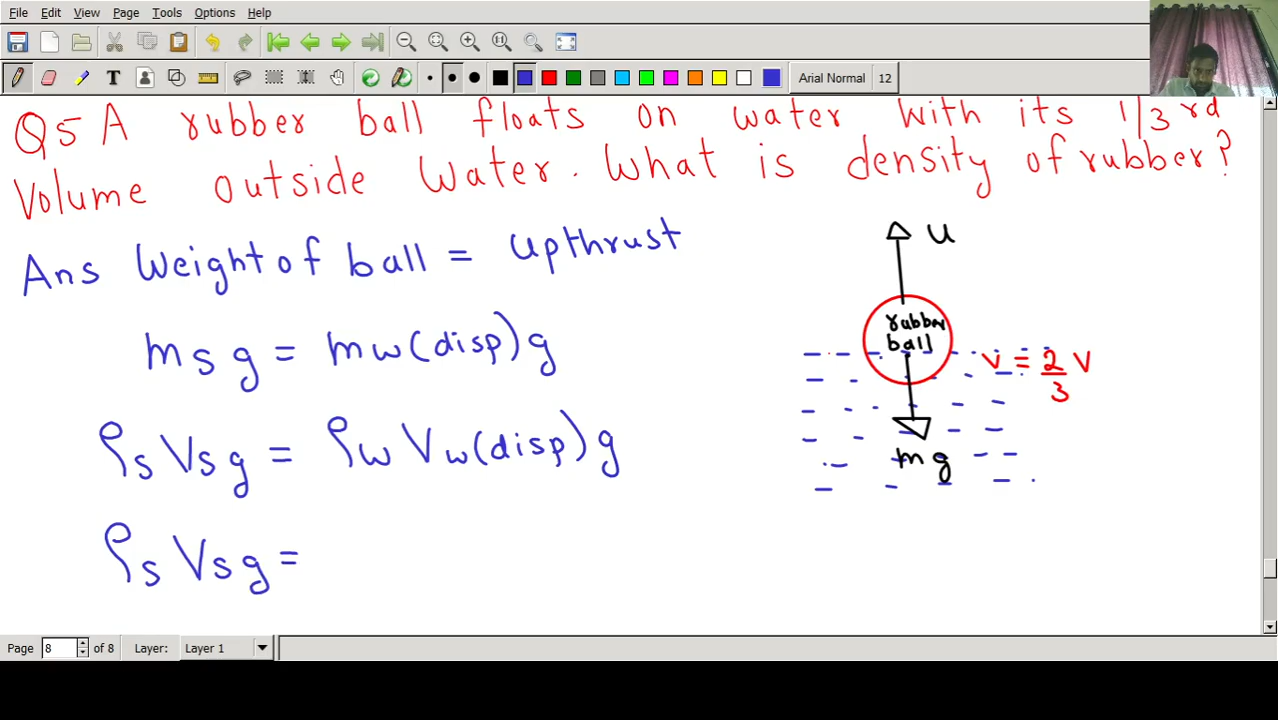 File Edit View Page Tools Options Help
T Arial Normal 12
Q5 A rubber ball floats on water with its 1/3 rd
Volume outside water. What is density of rubber?
Ans Weight of ball = upthrust
U
ms g = mw(disp)g
rubber
ball
v = 2/3 V
ρs Vs g = ρw Vw(disp)g
mg
ρs Vs g =
Page 8 of 8 Layer: Layer 1